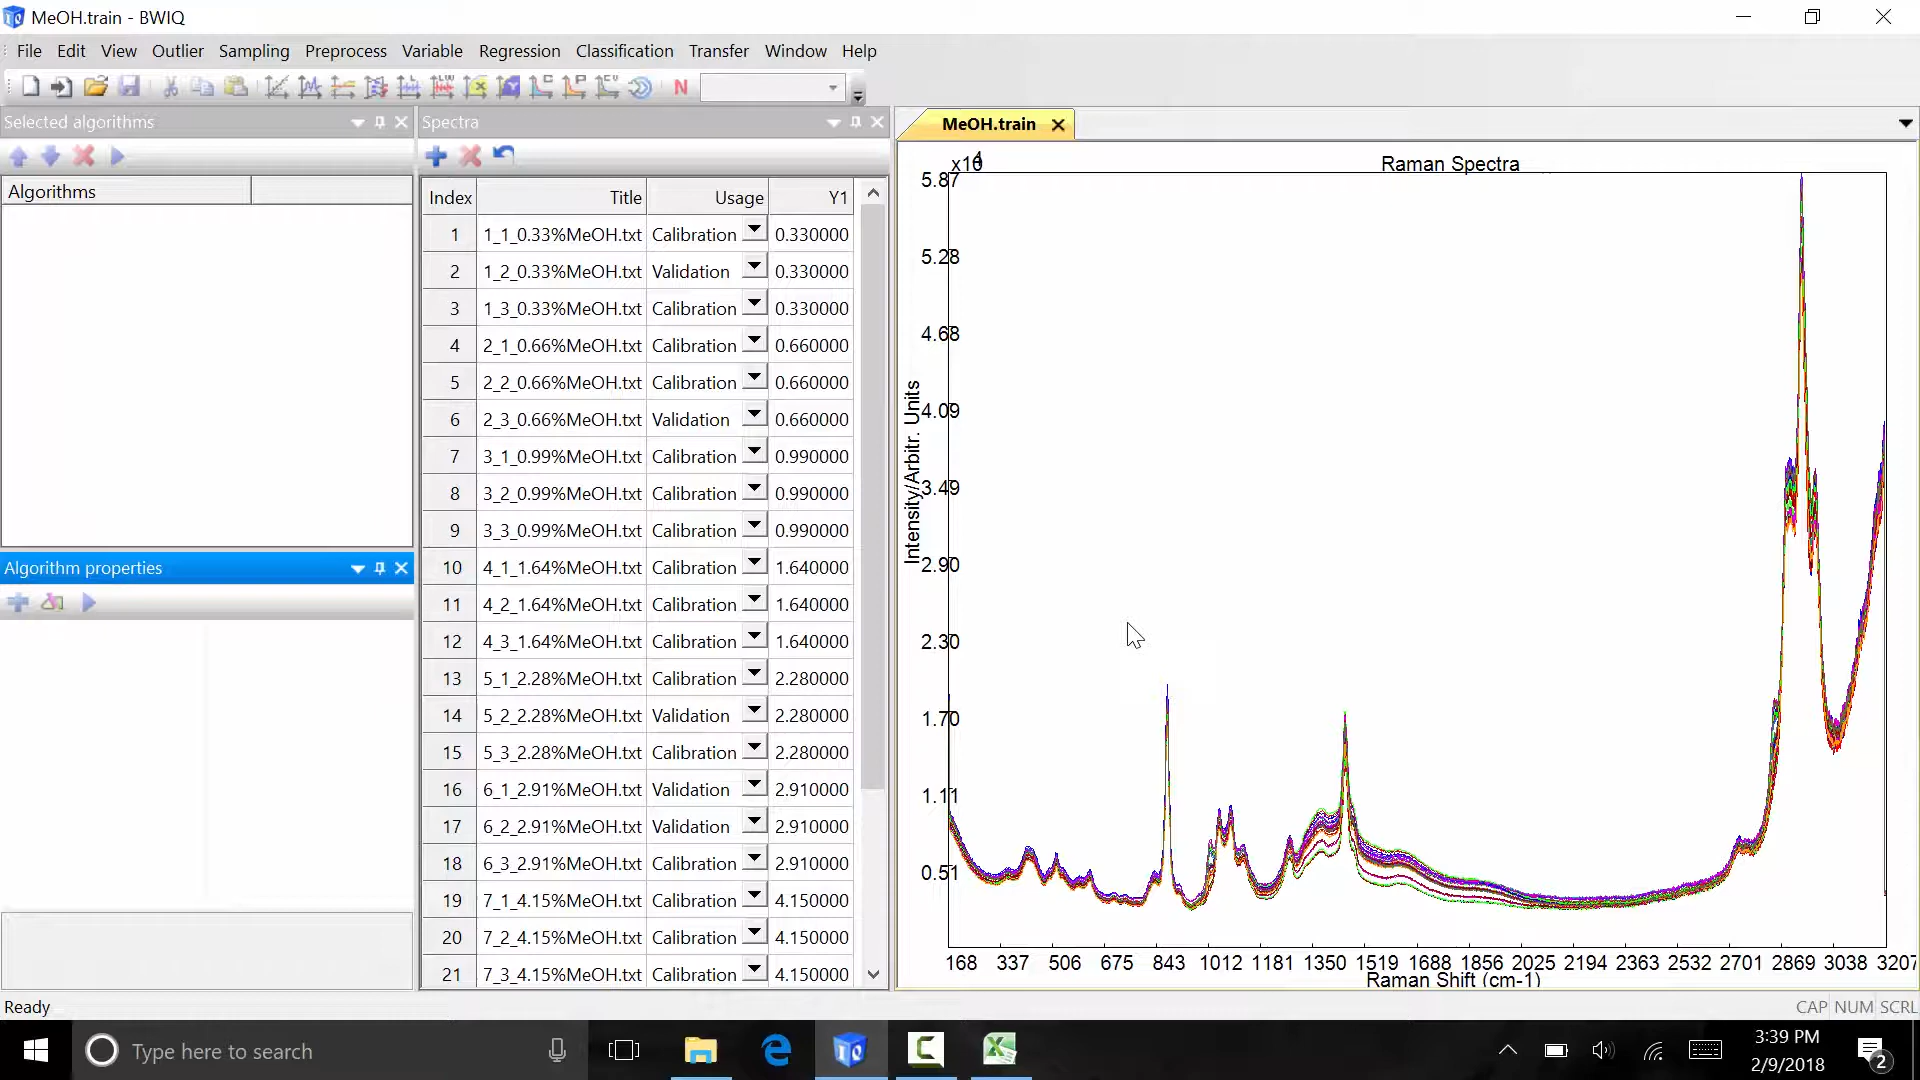 MeOH.train - BWIQ
File Edit View Outlier Sampling Preprocess Variable Regression Classification Transfer Window Help
N
Selected algorithms
Algorithms
Algorithm properties
Spectra
Index Title Usage Y1
1 1_1_0.33%MeOH.txt Calibration 0.330000
2 1_2_0.33%MeOH.txt Validation 0.330000
3 1_3_0.33%MeOH.txt Calibration 0.330000
4 2_1_0.66%MeOH.txt Calibration 0.660000
5 2_2_0.66%MeOH.txt Calibration 0.660000
6 2_3_0.66%MeOH.txt Validation 0.660000
7 3_1_0.99%MeOH.txt Calibration 0.990000
8 3_2_0.99%MeOH.txt Calibration 0.990000
9 3_3_0.99%MeOH.txt Calibration 0.990000
10 4_1_1.64%MeOH.txt Calibration 1.640000
11 4_2_1.64%MeOH.txt Calibration 1.640000
12 4_3_1.64%MeOH.txt Calibration 1.640000
13 5_1_2.28%MeOH.txt Calibration 2.280000
14 5_2_2.28%MeOH.txt Validation 2.280000
15 5_3_2.28%MeOH.txt Calibration 2.280000
16 6_1_2.91%MeOH.txt Validation 2.910000
17 6_2_2.91%MeOH.txt Validation 2.910000
18 6_3_2.91%MeOH.txt Calibration 2.910000
19 7_1_4.15%MeOH.txt Calibration 4.150000
20 7_2_4.15%MeOH.txt Calibration 4.150000
21 7_3_4.15%MeOH.txt Calibration 4.150000
MeOH.train
Raman Spectra
x10 4
5.87
5.28
4.68
4.09
3.49
2.90
2.30
1.70
1.11
0.51
Intensity/Arbitr. Units
168 337 506 675 843 1012 1181 1350 1519 1688 1856 2025 2194 2363 2532 2701 2869 3038 3207
Raman Shift (cm-1)
Ready
CAP NUM SCRL
Type here to search
3:39 PM
2/9/2018
2